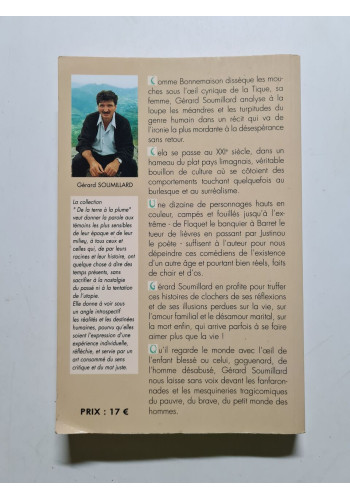 Gérard SOUMILLARD
La collection
" De la terre à la plume"
veut donner la parole aux
témoins les plus sensibles
de leur époque et de leur
milieu, à tous ceux et
celles qui, de par leurs
racines et leur histoire, ont
quelque chose à dire des
temps présents, sans
sacrifier à la nostalgie
du passé ni à la tentation
de l'utopie.
Elle donne à voir sous
un angle introspectif
les réalités et les destinées
humaines, pourvu qu'elles
soient l'expression d'une
expérience individuelle,
réfléchie, et servie par un
art consommé du sens
critique et du mot juste.
PRIX : 17 €
Comme Bonnemaison dissèque les mou-
ches sous l'œil cynique de la Tique, sa
femme, Gérard Soumillard analyse à la
loupe les méandres et les turpitudes du
genre humain dans un récit qui va de
l'ironie la plus mordante à la désespérance
sans retour.
Cela se passe au XXIᵉ siècle, dans un
hameau du plat pays limagnais, véritable
bouillon de culture où se côtoient des
comportements touchant quelquefois au
burlesque et au surréalisme.
Une dizaine de personnages hauts en
couleur, campés et fouillés jusqu'à l'ex-
trême - de Floquet le banquier à Barret le
tueur de lièvres en passant par Justinou
le poète - suffisent à l'auteur pour nous
dépeindre ces comédiens de l'existence
d'un autre âge et pourtant bien réels, faits
de chair et d'os.
Gérard Soumillard en profite pour truffer
ces histoires de clochers de ses réflexions
et de ses illusions perdues sur la vie, sur
l'amour familial et le désamour marital, sur
la mort enfin, qui arrive parfois à se faire
aimer plus que la vie !
Qu'il regarde le monde avec l'œil de
l'enfant blessé ou celui, goguenard, de
l'homme désabusé, Gérard Soumillard
nous laisse sans voix devant les fanfaron-
nades et les mesquineries tragicomiques
du pauvre, du brave, du petit monde des
hommes.